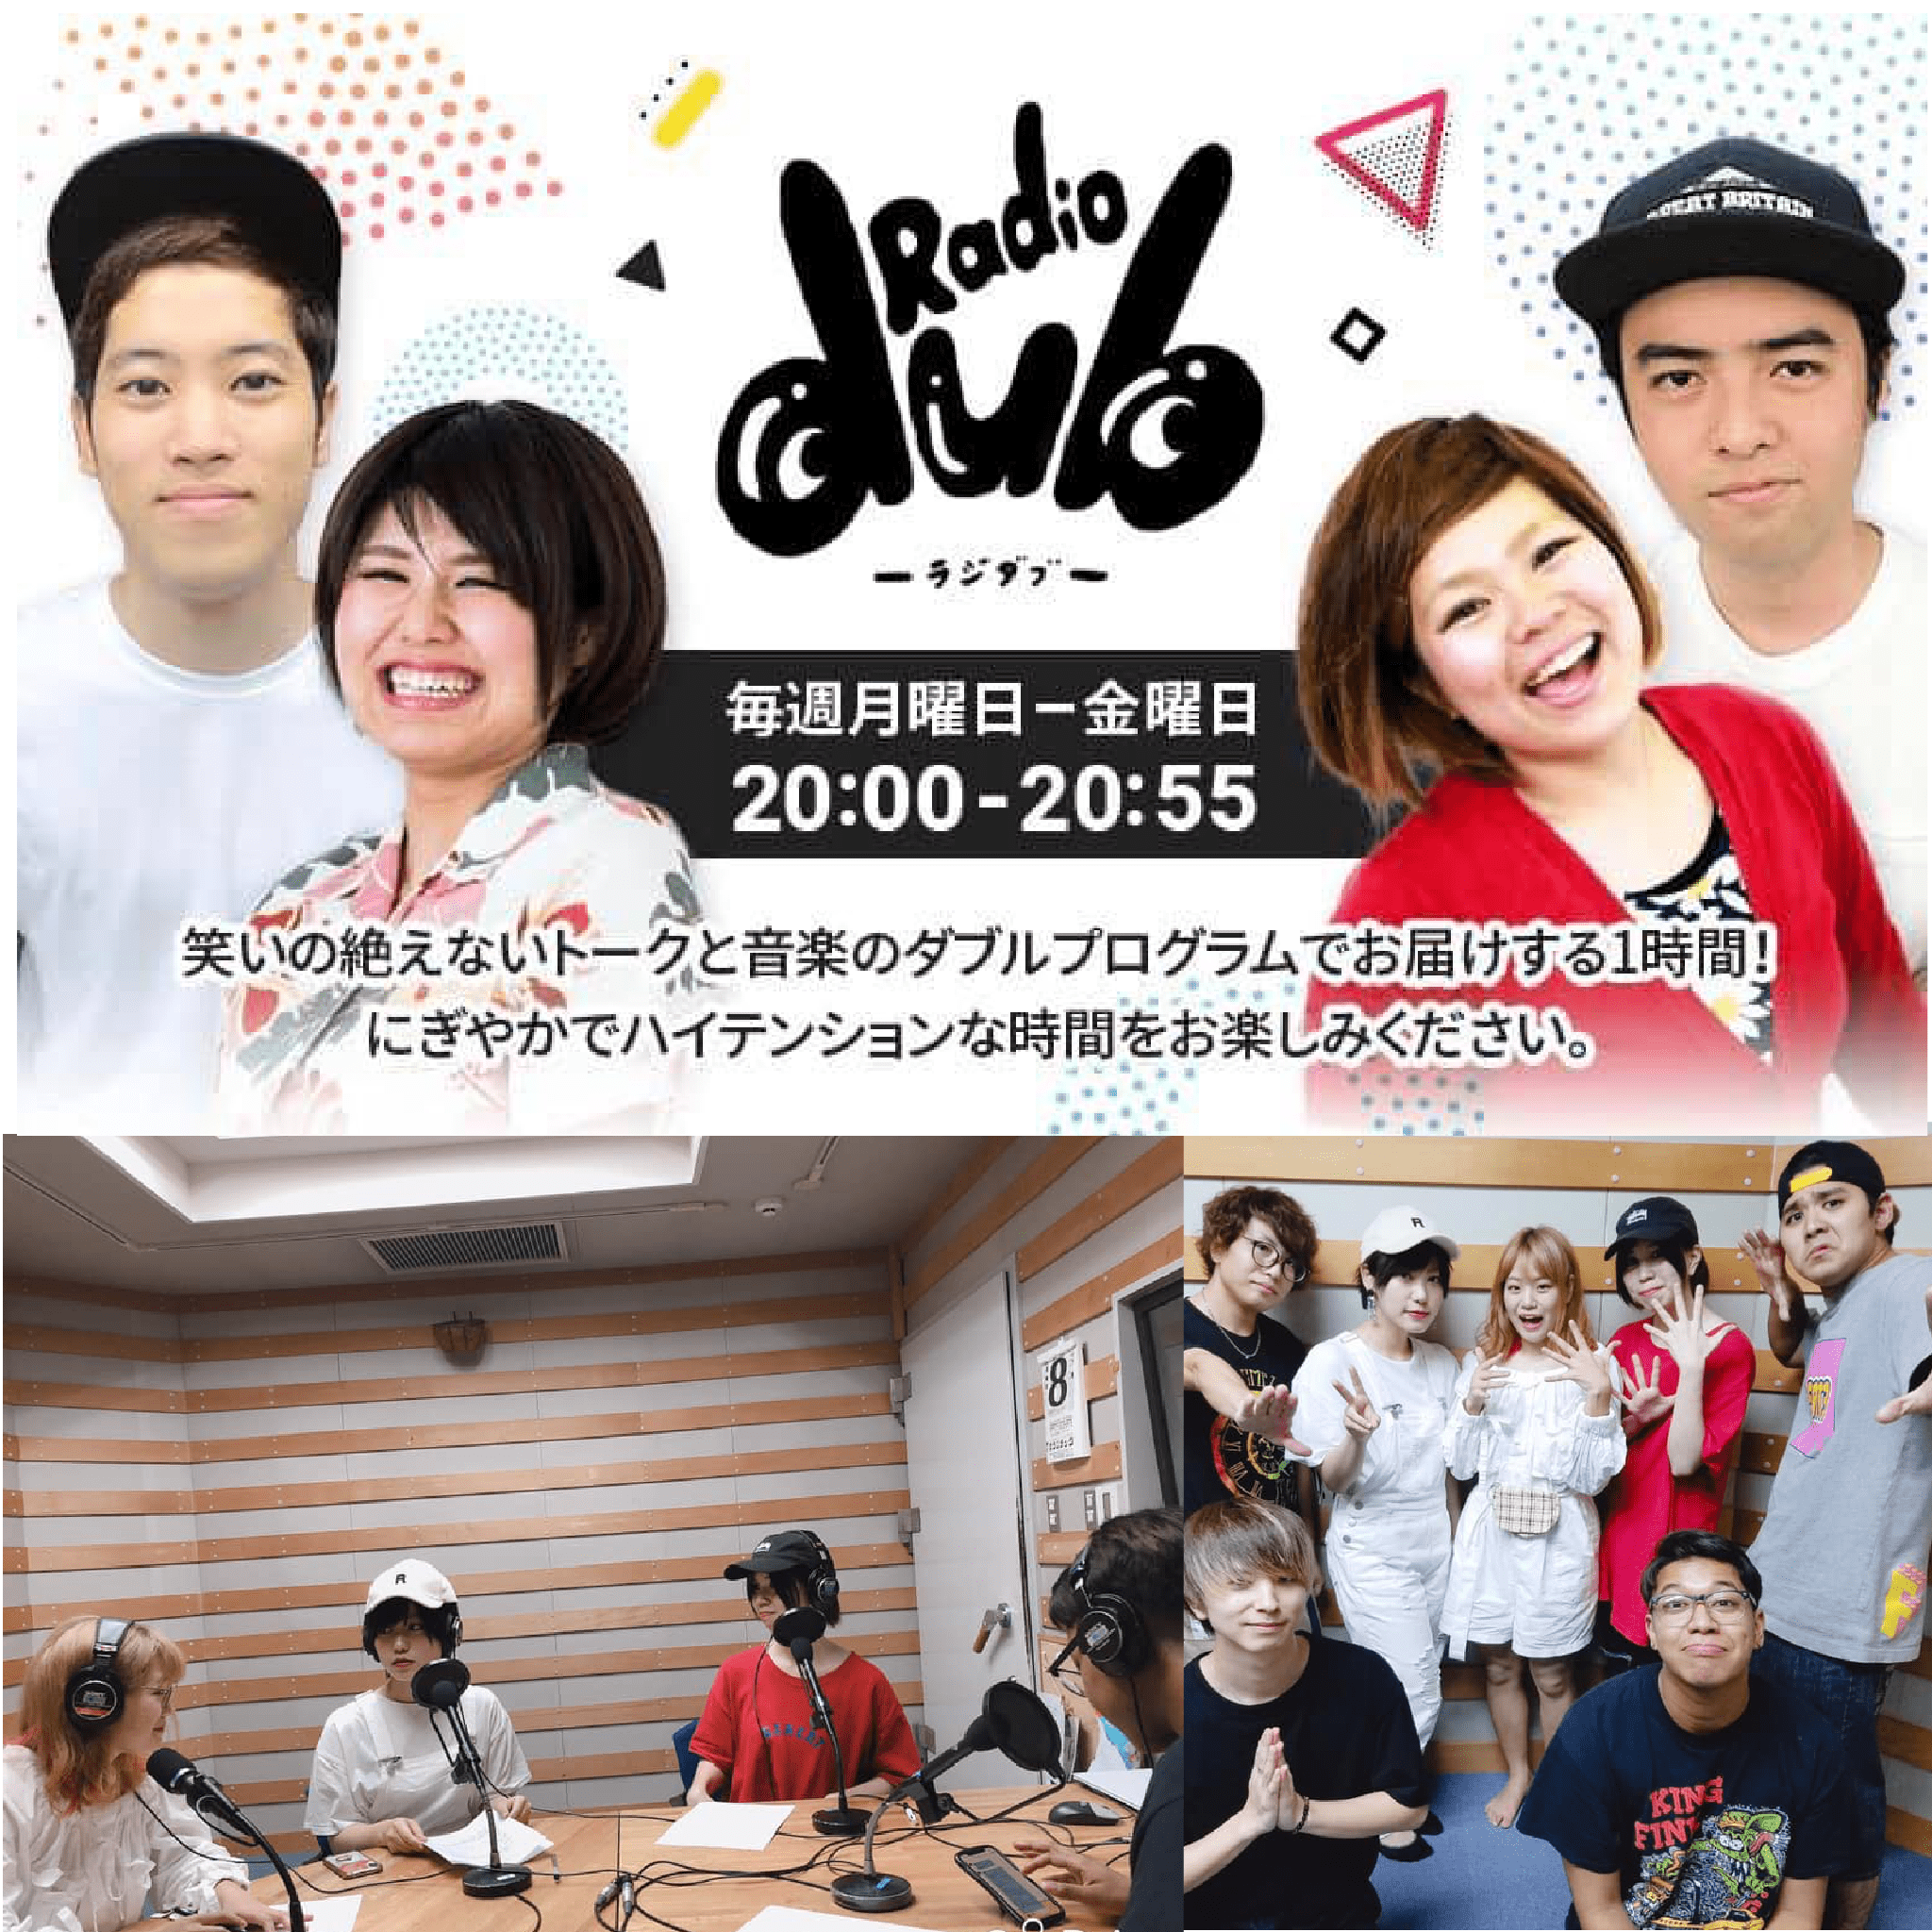 Radio
dub
ーラジダブー
GREAT BRITAIN
毎週月曜日ー金曜日
20:00-20:55
笑いの絶えないトークと音楽のダブルプログラムでお届けする1時間!
にぎやかでハイテンションな時間をお楽しみください。
8
R
R
KING